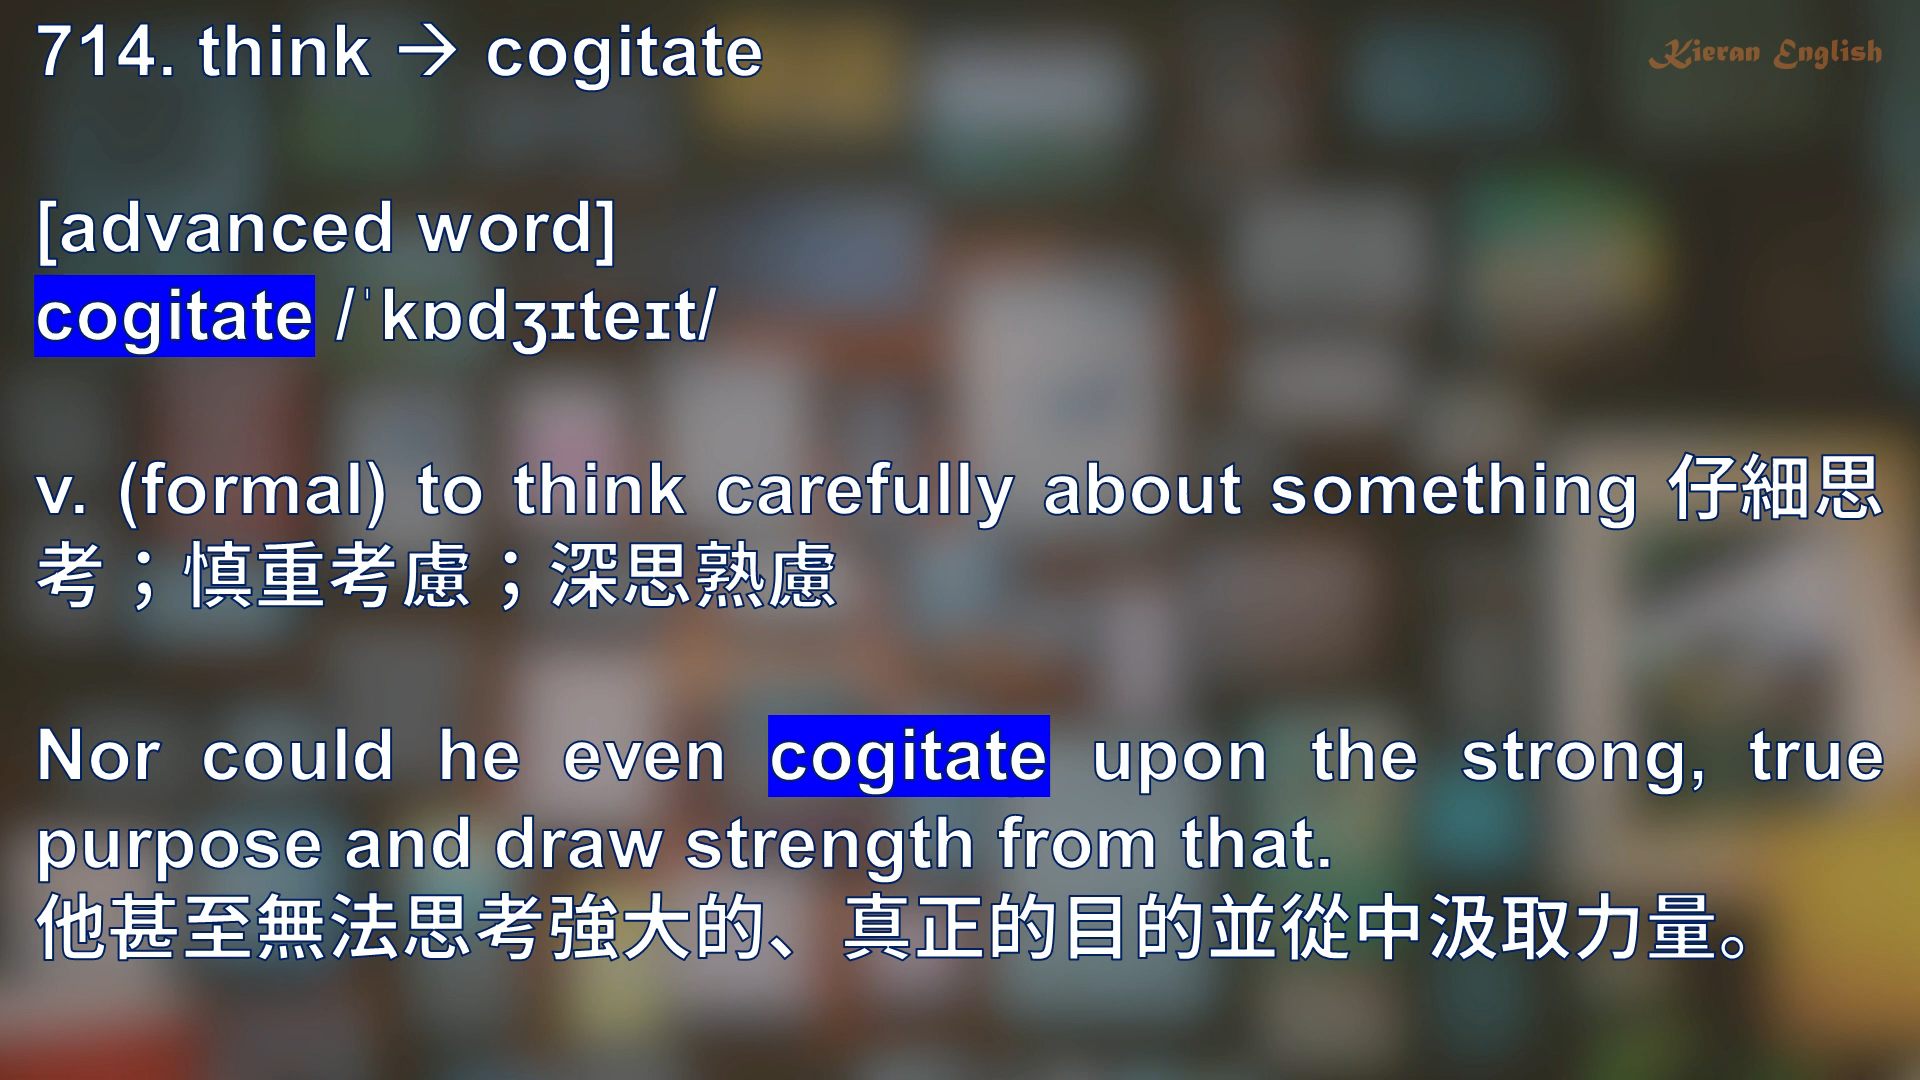 714. think → cogitate
Kieran English
[advanced word]
cogitate /ˈkɒdʒɪteɪt/
v. (formal) to think carefully about something 仔細思
考；慎重考慮；深思熟慮
Nor could he even cogitate upon the strong, true
purpose and draw strength from that.
他甚至無法思考強大的、真正的目的並從中汲取力量。